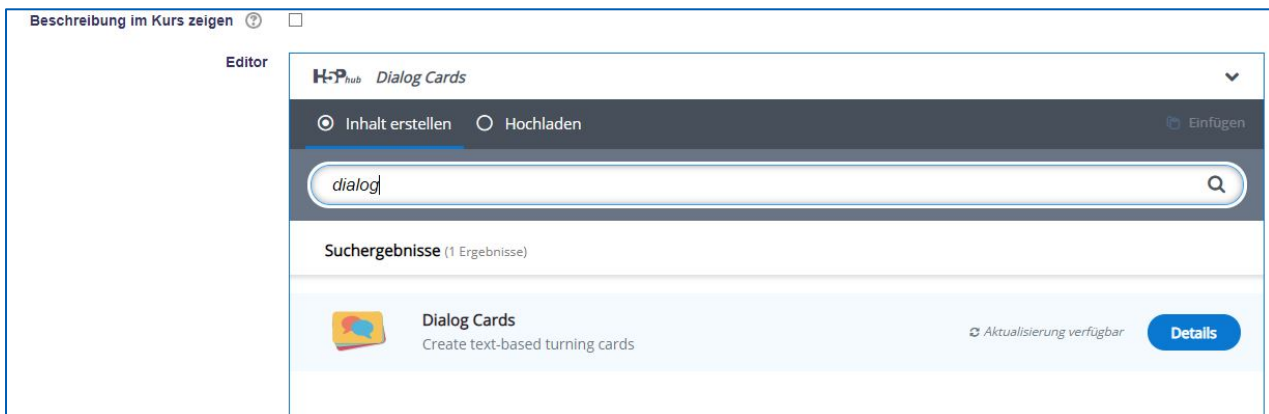 Beschreibung im Kurs zeigen
Editor
H5P hub Dialog Cards
Inhalt erstellen Hochladen Einfügen
dialog
Suchergebnisse (1 Ergebnisse)
Dialog Cards
Create text-based turning cards
Aktualisierung verfügbar
Details